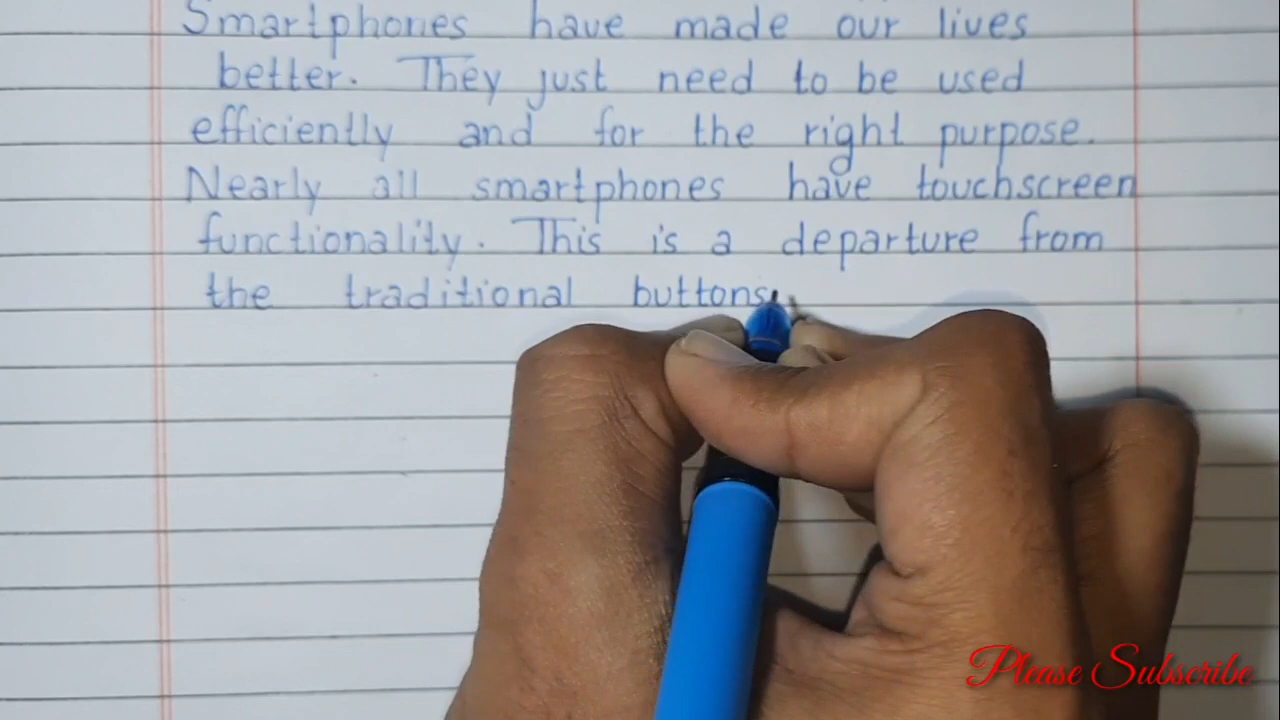 Smartphones have made our lives
better. They just need to be used
efficiently and for the right purpose.
Nearly all smartphones have touchscreen
functionality. This is a departure from
the traditional buttons
Please Subscribe